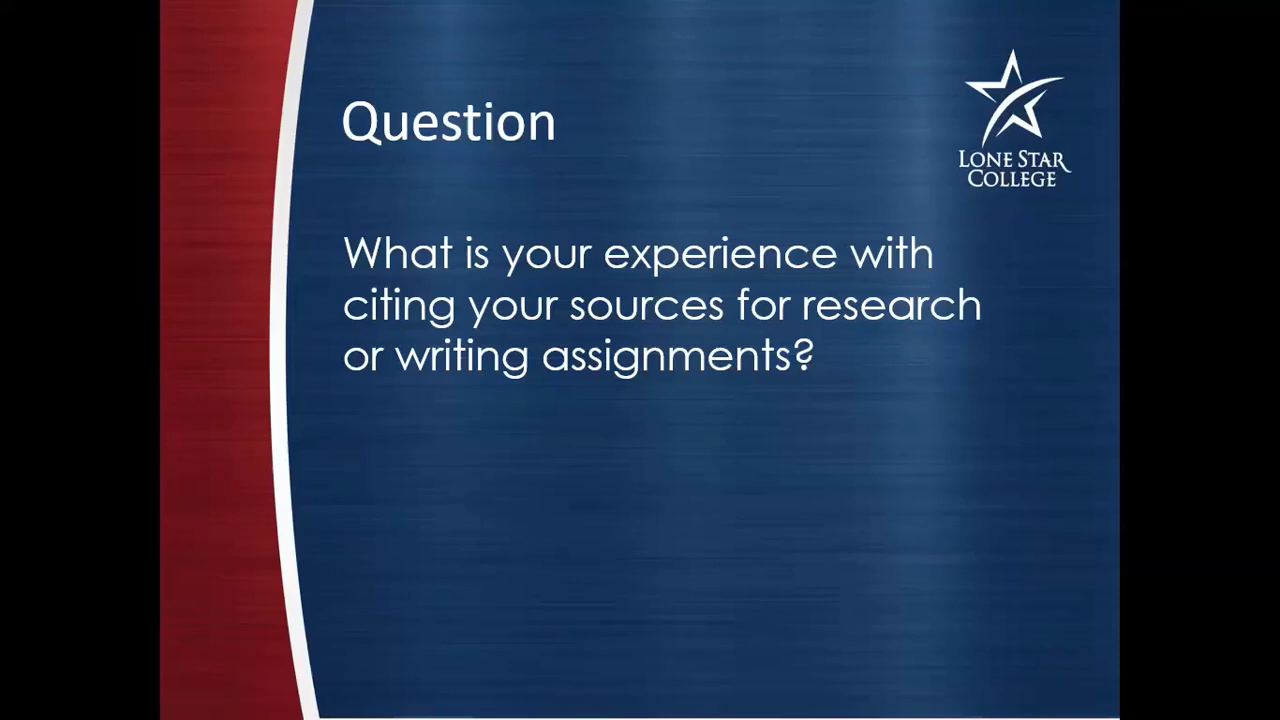 Question
LONE STAR
COLLEGE
What is your experience with
citing your sources for research
or writing assignments?